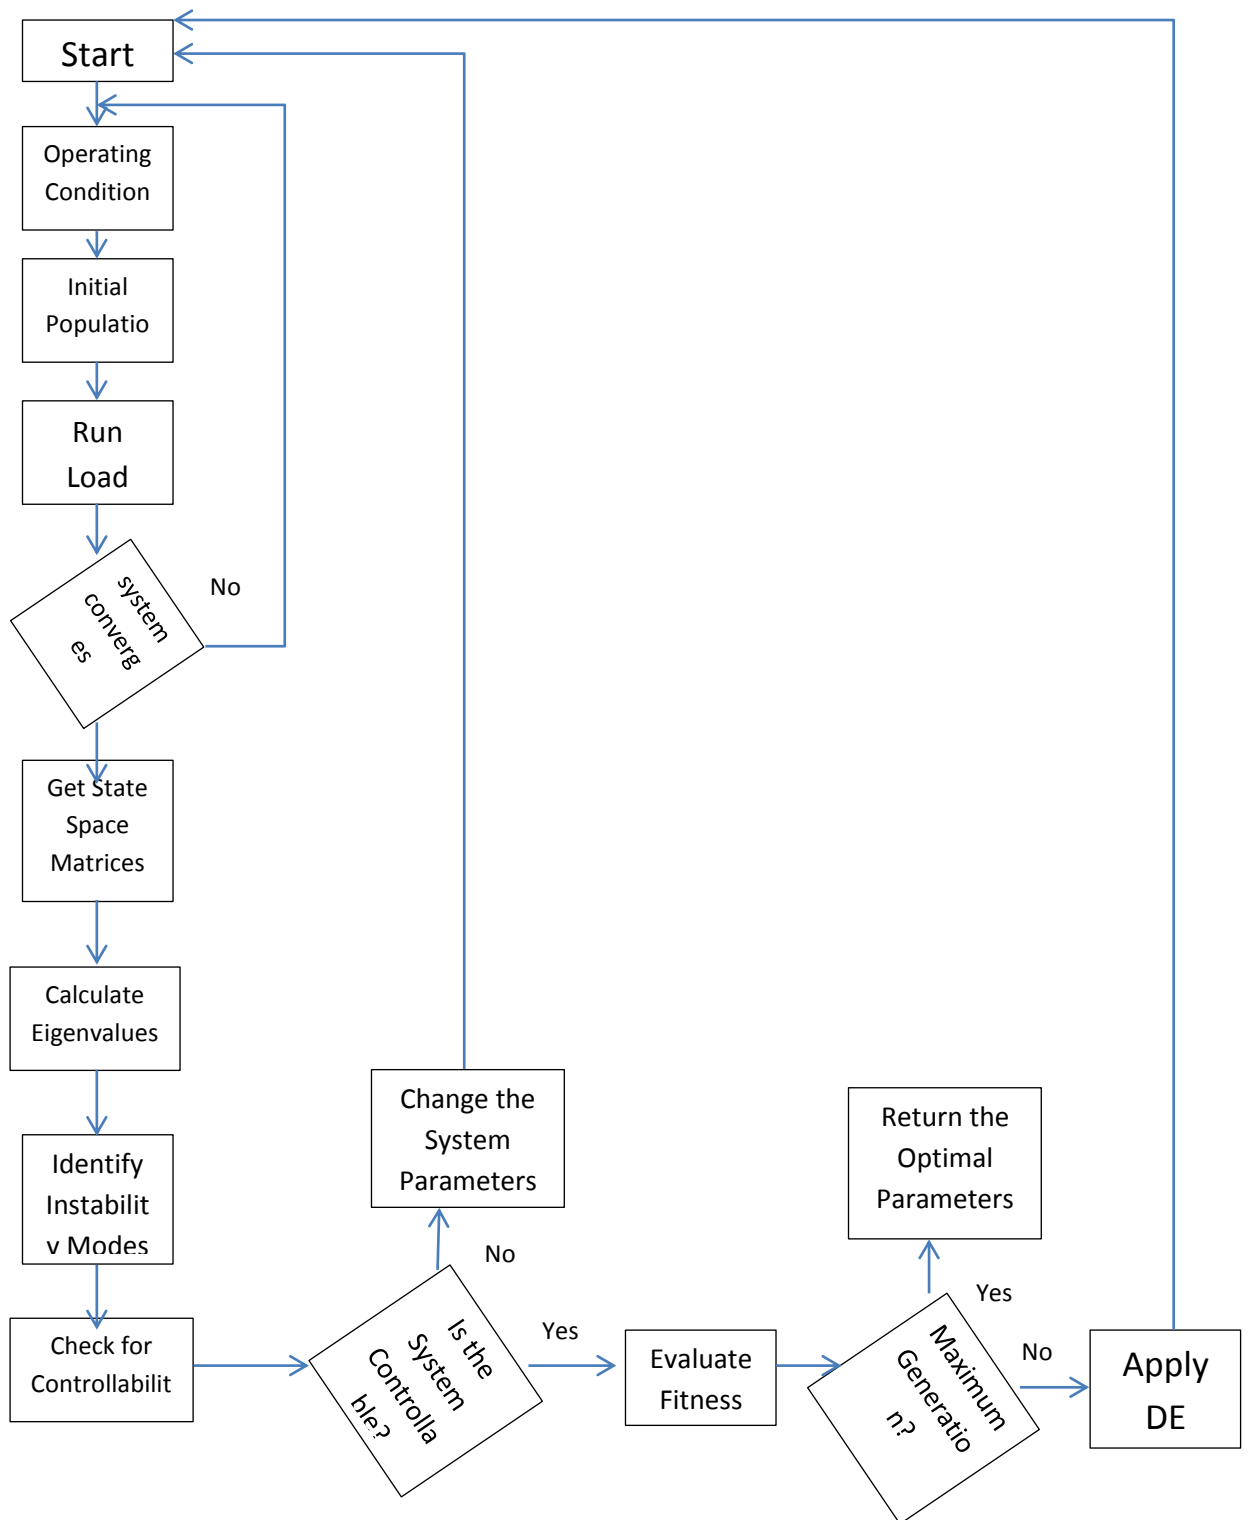 Start
Operating
Condition
Initial
Populatio
Run
Load
system
converg
es
No
Get State
Space
Matrices
Calculate
Eigenvalues
Identify
Instabilit
y Modes
Check for
Controllabilit
Is the
System
Controlla
ble?
No
Change the
System
Parameters
Yes
Evaluate
Fitness
Maximum
Generatio
n?
Yes
Return the
Optimal
Parameters
No
Apply
DE